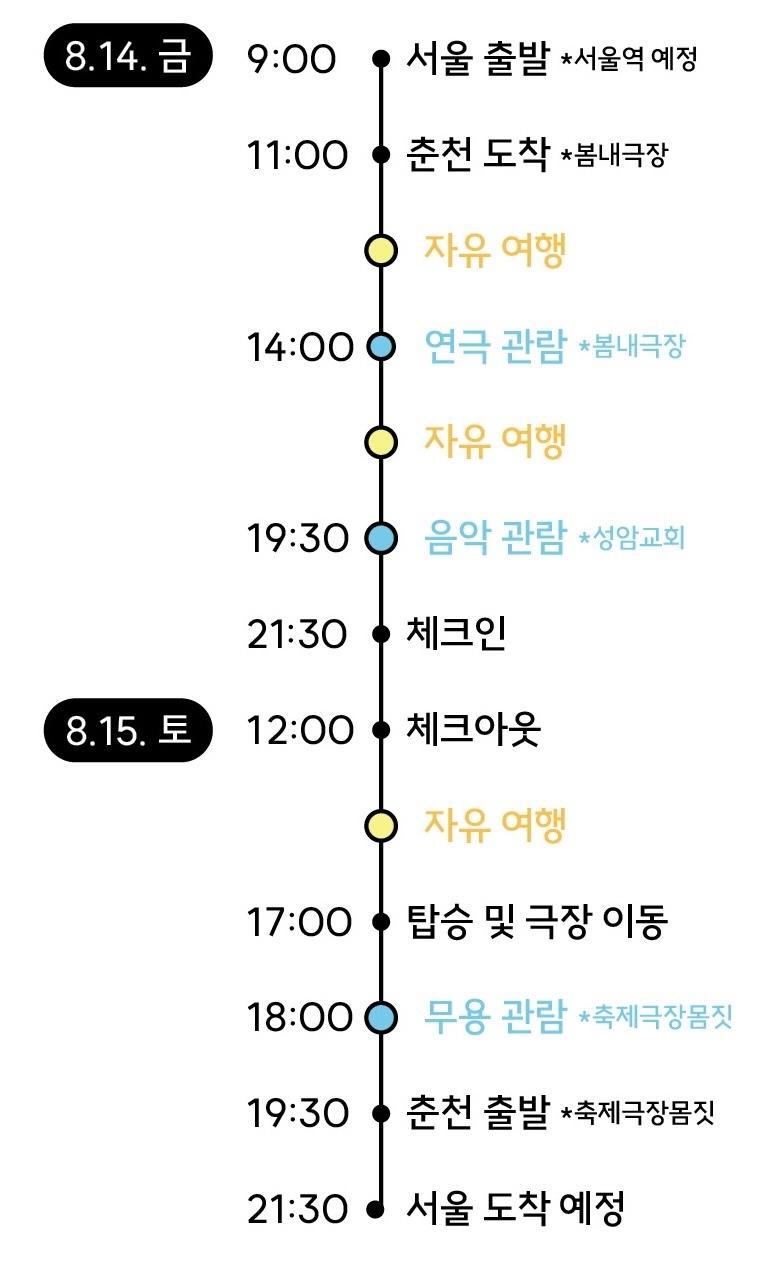 8.14. 금 9:00 서울 출발 *서울역 예정
11:00 춘천 도착 *봄내극장
자유 여행
14:00 연극 관람 *봄내극장
자유 여행
19:30 음악 관람 *성암교회
21:30 체크인
8.15. 토 12:00 체크아웃
자유 여행
17:00 탑승 및 극장 이동
18:00 무용 관람 *축제극장몸짓
19:30 춘천 출발 *축제극장몸짓
21:30 서울 도착 예정